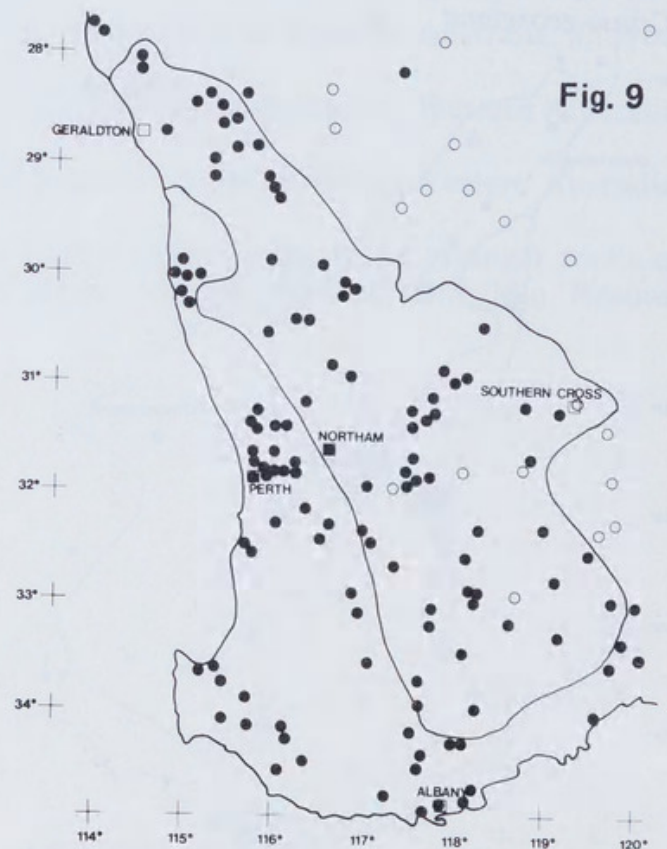 28°
Fig. 9
GERALDTON
29°
30°
31°
SOUTHERN CROSS
NORTHAM
32°
PERTH
33°
34°
ALBANY
114°
115°
116°
117°
118°
119°
120°